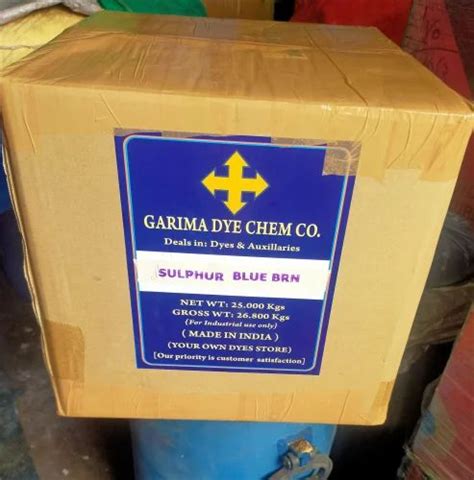 GARIMA DYE CHEM CO.
Deals in: Dyes & Auxillaries
SULPHUR BLUE BRN
NET WT: 25.000 Kgs
GROSS WT: 26.800 Kgs
(For Industrial use only)
( MADE IN INDIA )
(YOUR OWN DYES STORE)
[Our priority is customer satisfaction]